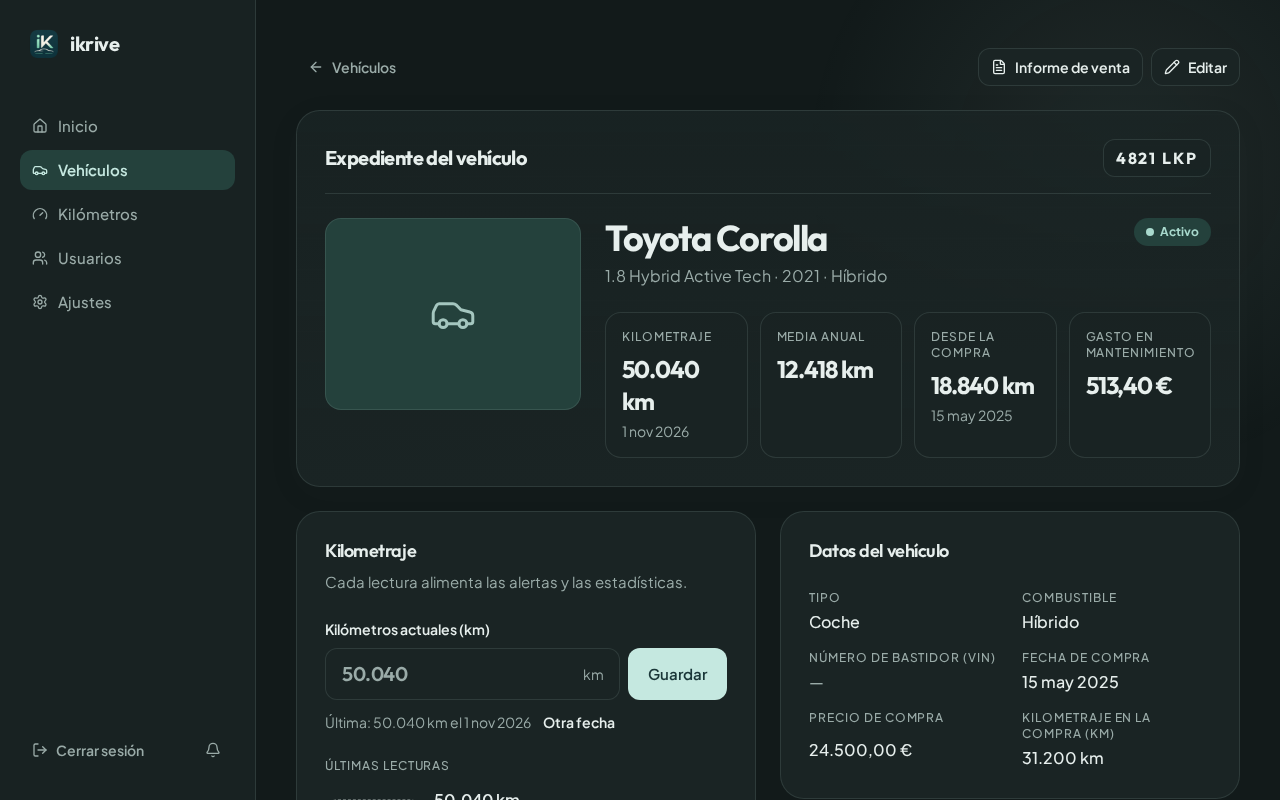 iK
ikrive
Inicio
Vehículos
Kilómetros
Usuarios
Ajustes
Cerrar sesión
Vehículos
Informe de venta
Editar
Expediente del vehículo
4821 LKP
Toyota Corolla
Activo
1.8 Hybrid Active Tech · 2021 · Híbrido
KILOMETRAJE
50.040
km
1 nov 2026
MEDIA ANUAL
12.418 km
DESDE LA
COMPRA
18.840 km
15 may 2025
GASTO EN
MANTENIMIENTO
513,40 €
Kilometraje
Cada lectura alimenta las alertas y las estadísticas.
Kilómetros actuales (km)
50.040
km
Guardar
Última: 50.040 km el 1 nov 2026
Otra fecha
ÚLTIMAS LECTURAS
50.040 km
Datos del vehículo
TIPO
Coche
COMBUSTIBLE
Híbrido
NÚMERO DE BASTIDOR (VIN)
—
FECHA DE COMPRA
15 may 2025
PRECIO DE COMPRA
24.500,00 €
KILOMETRAJE EN LA
COMPRA (KM)
31.200 km